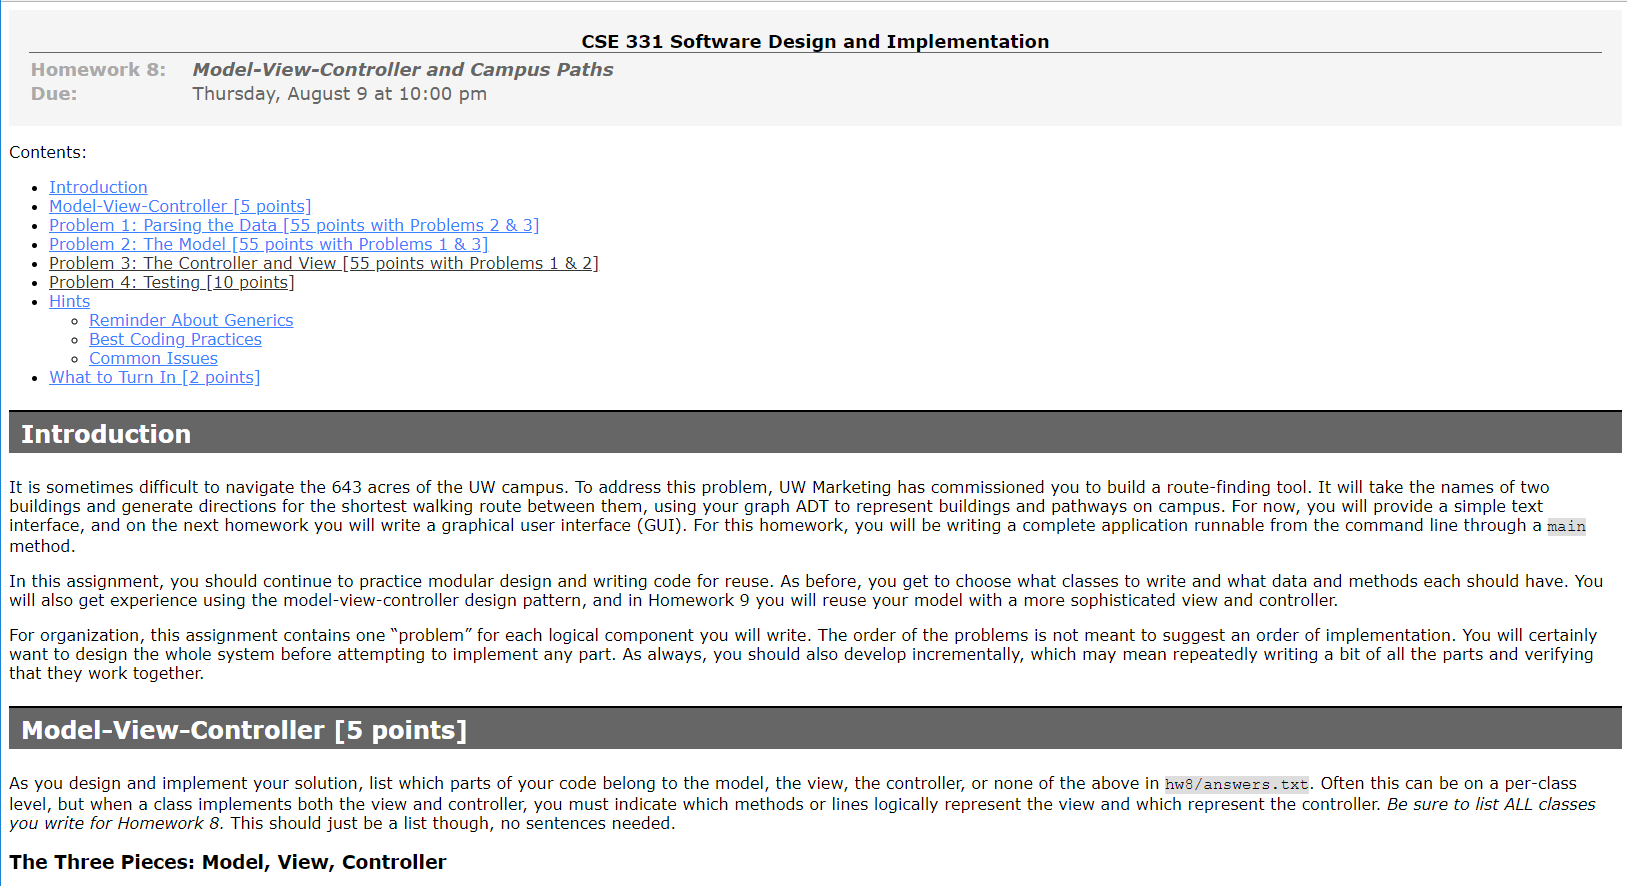 CSE 331 Software Design and Implementation
Homework 8: Model-View-Controller and Campus Paths
Due: Thursday, August 9 at 10:00 pm
Contents:
Introduction
Model-View-Controller [5 points]
Problem 1: Parsing the Data [55 points with Problems 2 & 3]
Problem 2: The Model [55 points with Problems 1 & 3]
Problem 3: The Controller and View [55 points with Problems 1 & 2]
Problem 4: Testing [10 points]
Hints
Reminder About Generics
Best Coding Practices
Common Issues
What to Turn In [2 points]
Introduction
It is sometimes difficult to navigate the 643 acres of the UW campus. To address this problem, UW Marketing has commissioned you to build a route-finding tool. It will take the names of two
buildings and generate directions for the shortest walking route between them, using your graph ADT to represent buildings and pathways on campus. For now, you will provide a simple text
interface, and on the next homework you will write a graphical user interface (GUI). For this homework, you will be writing a complete application runnable from the command line through a main
method.
In this assignment, you should continue to practice modular design and writing code for reuse. As before, you get to choose what classes to write and what data and methods each should have. You
will also get experience using the model-view-controller design pattern, and in Homework 9 you will reuse your model with a more sophisticated view and controller.
For organization, this assignment contains one “problem” for each logical component you will write. The order of the problems is not meant to suggest an order of implementation. You will certainly
want to design the whole system before attempting to implement any part. As always, you should also develop incrementally, which may mean repeatedly writing a bit of all the parts and verifying
that they work together.
Model-View-Controller [5 points]
As you design and implement your solution, list which parts of your code belong to the model, the view, the controller, or none of the above in hw8/answers.txt. Often this can be on a per-class
level, but when a class implements both the view and controller, you must indicate which methods or lines logically represent the view and which represent the controller. Be sure to list ALL classes
you write for Homework 8. This should just be a list though, no sentences needed.
The Three Pieces: Model, View, Controller